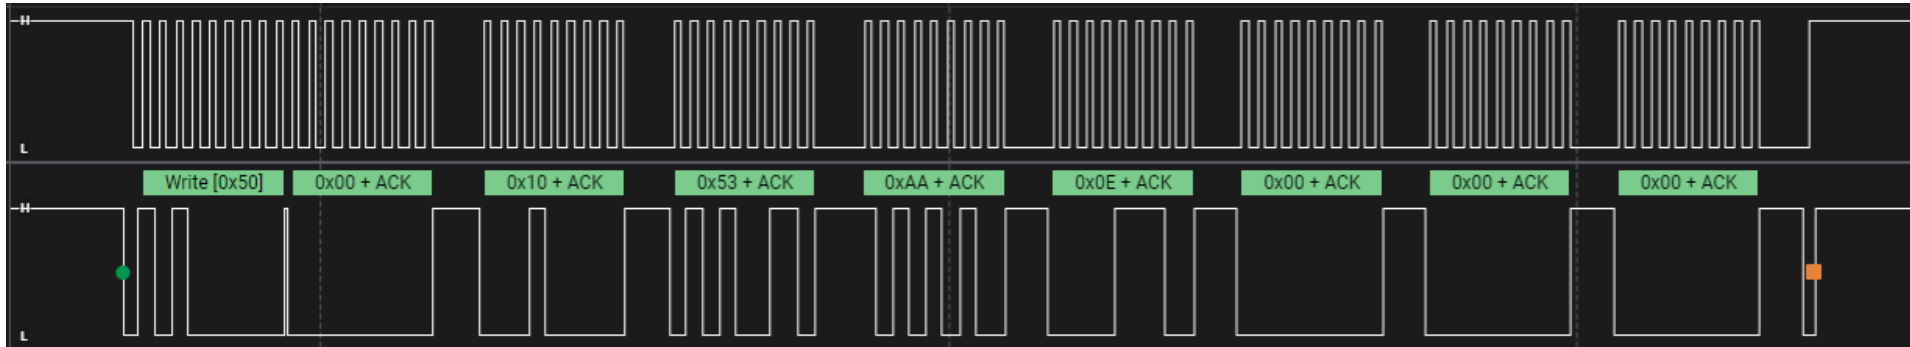 H
L
Write [0x50] 0x00 + ACK 0x10 + ACK 0x53 + ACK 0xAA + ACK 0x0E + ACK 0x00 + ACK 0x00 + ACK 0x00 + ACK
H
L